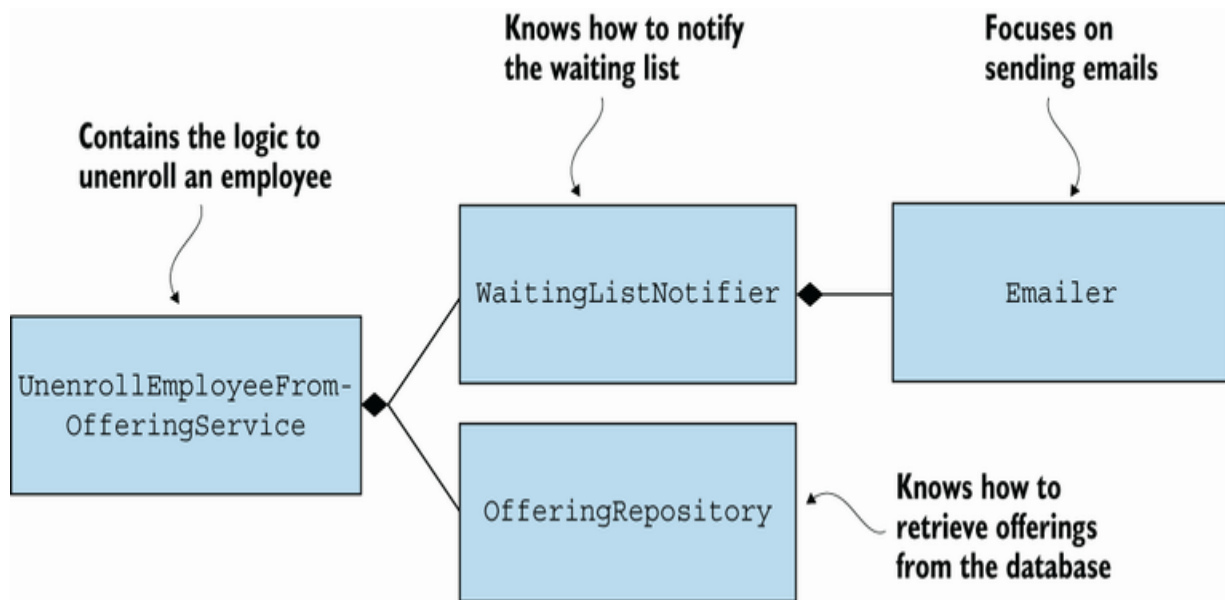 Knows how to notify
the waiting list
Focuses on
sending emails
Contains the logic to
unenroll an employee
WaitingListNotifier
Emailer
UnenrollEmployeeFrom-
OfferingService
OfferingRepository
Knows how to
retrieve offerings
from the database